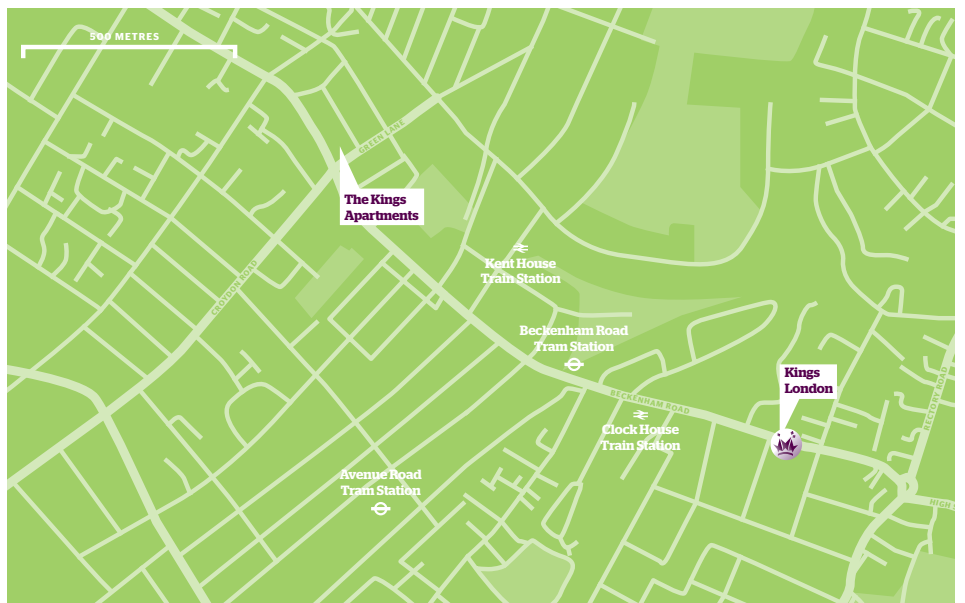 500 METRES
GREEN LANE
The Kings
Apartments
CROYDON ROAD
Kent House
Train Station
Beckenham Road
Tram Station
Kings
London
RECTORY ROAD
BECKENHAM ROAD
Clock House
Train Station
Avenue Road
Tram Station
HIGH